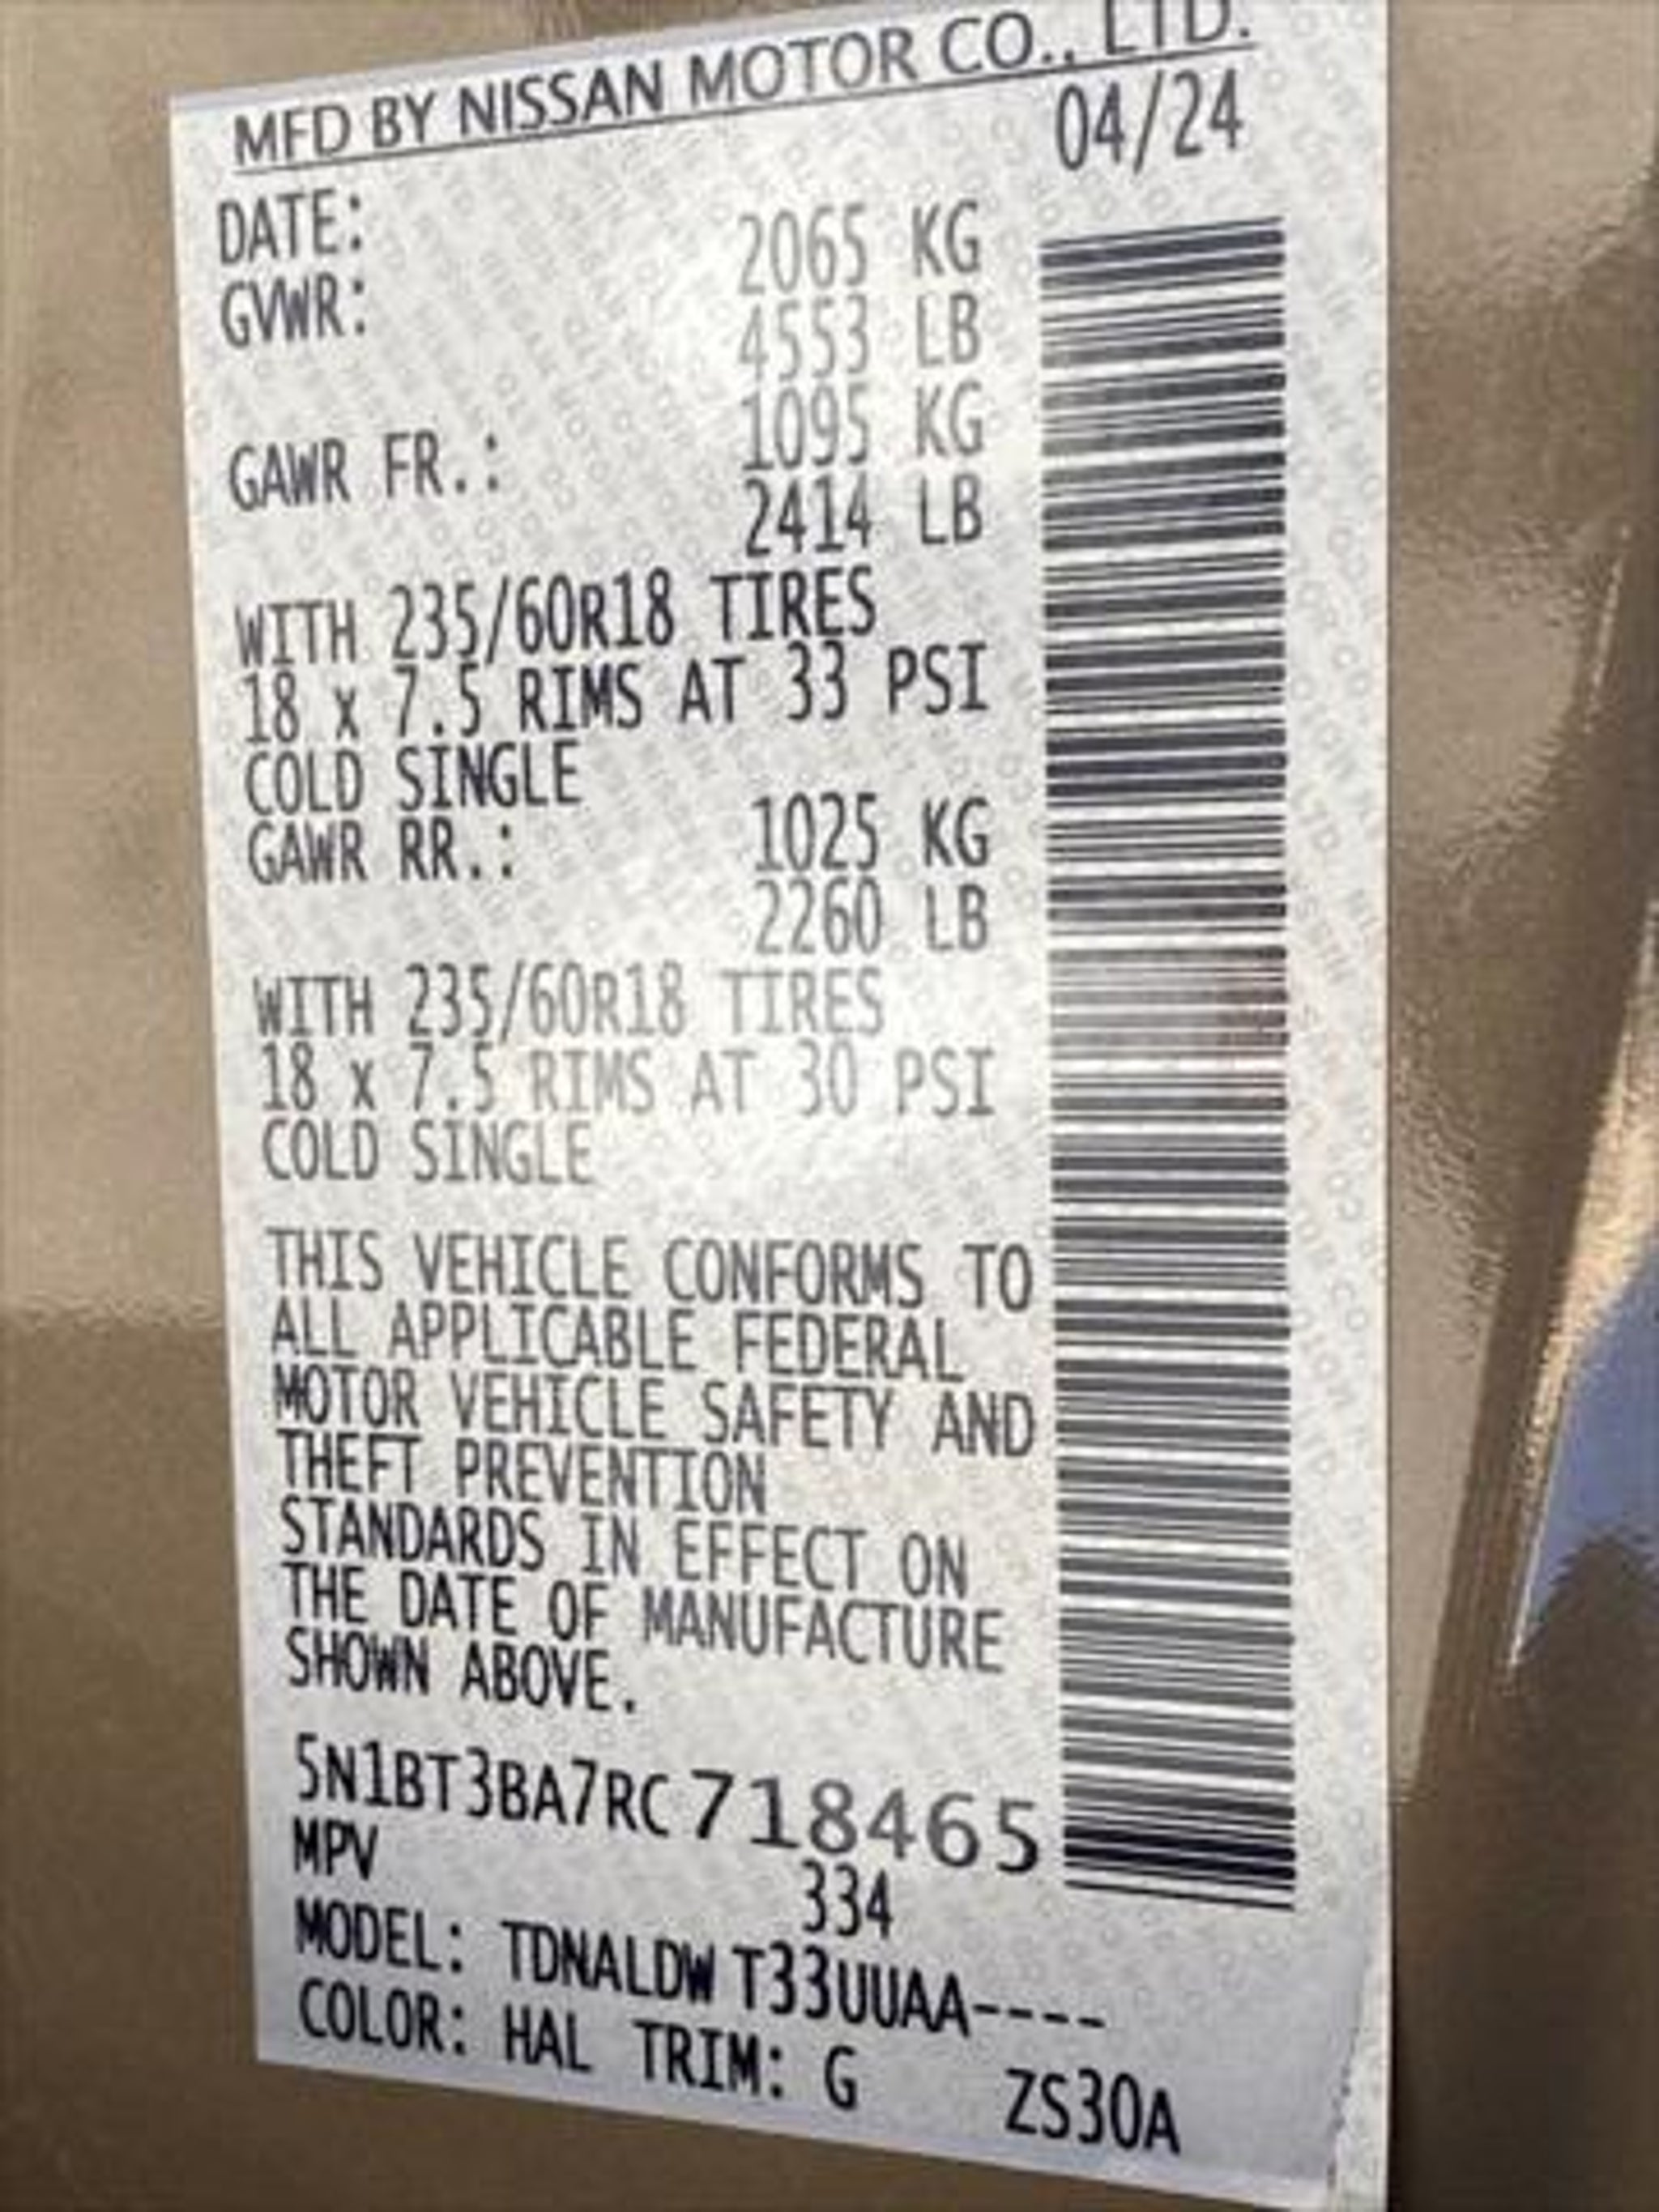 MFD BY NISSAN MOTOR CO., LTD.
DATE: 04/24
GVWR: 2065 KG
4553 LB
GAWR FR.: 1095 KG
2414 LB
WITH 235/60R18 TIRES
18 x 7.5 RIMS AT 33 PSI
COLD SINGLE
GAWR RR.: 1025 KG
2260 LB
WITH 235/60R18 TIRES
18 x 7.5 RIMS AT 30 PSI
COLD SINGLE
THIS VEHICLE CONFORMS TO
ALL APPLICABLE FEDERAL
MOTOR VEHICLE SAFETY AND
THEFT PREVENTION
STANDARDS IN EFFECT ON
THE DATE OF MANUFACTURE
SHOWN ABOVE.
5N1BT3BA7RC718465
MPV 334
MODEL: TDNALDW T33UUAA----
COLOR: HAL TRIM: G ZS30A